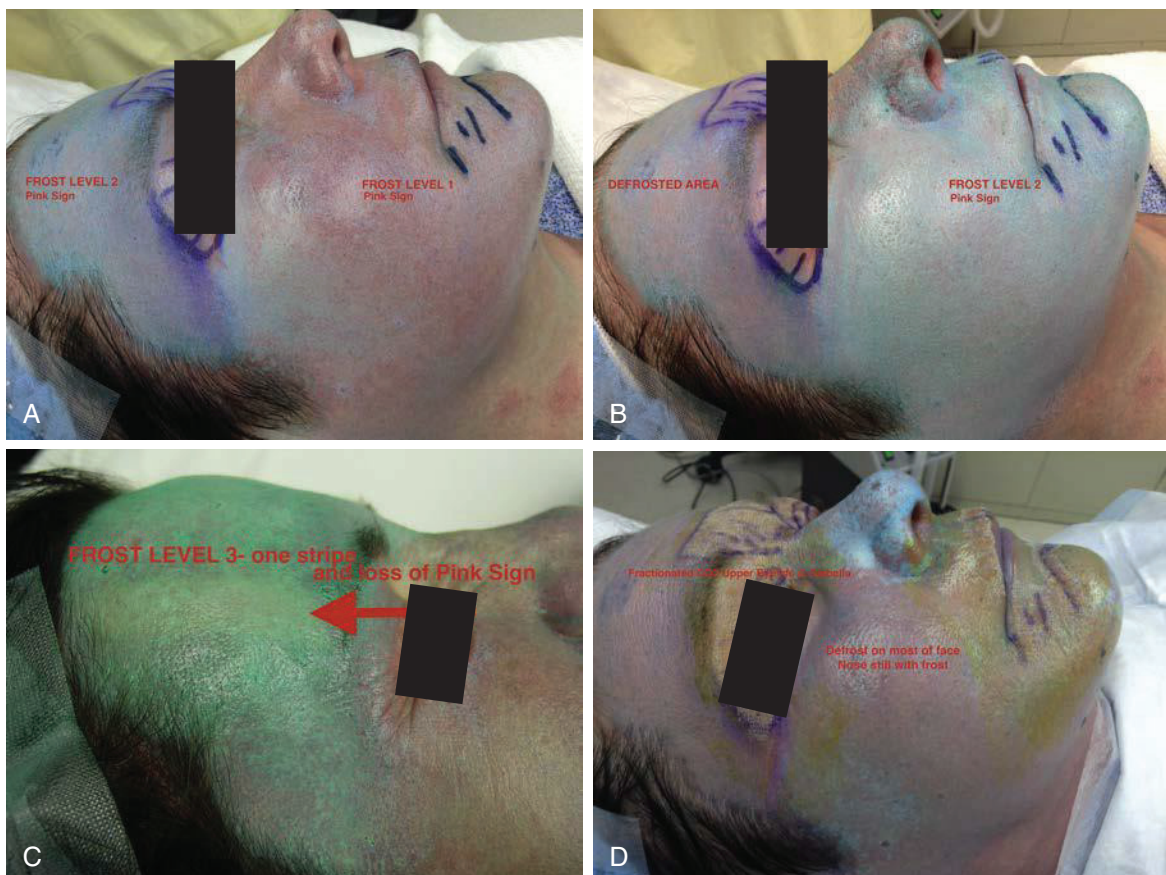 FROST LEVEL 2
Pink Sign
FROST LEVEL 1
Pink Sign
A
DEFROSTED AREA
FROST LEVEL 2
Pink Sign
B
FROST LEVEL 3- one stripe
and loss of Pink Sign
C
Fractionated CO2 Upper Eyelids & Glabella
Defrost on most of face
Nose still with frost
D